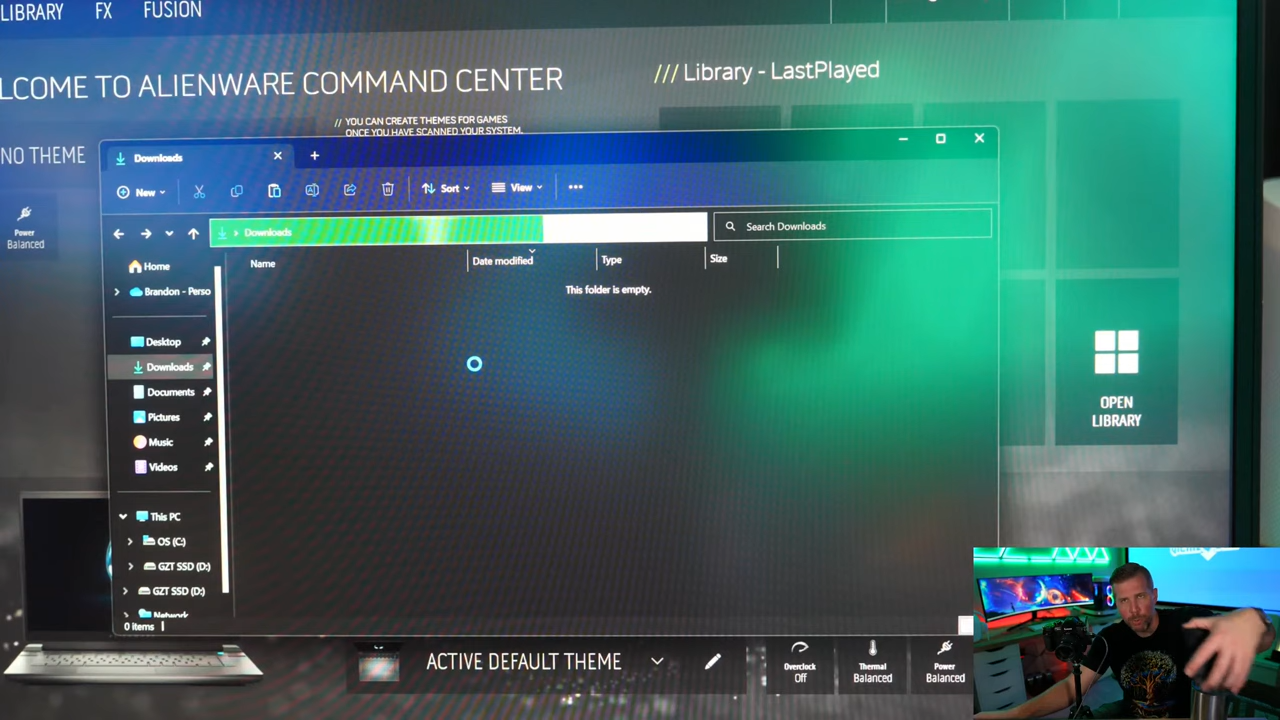 LIBRARY FX FUSION
LCOME TO ALIENWARE COMMAND CENTER
/// Library - LastPlayed
// YOU CAN CREATE THEMES FOR GAMES
ONCE YOU HAVE SCANNED YOUR SYSTEM.
NO THEME
Power
Balanced
Downloads
New
Sort
View
Downloads
Search Downloads
Name
Date modified
Type
Size
This folder is empty.
Home
Brandon - Perso
Desktop
Downloads
Documents
Pictures
Music
Videos
This PC
OS (C:)
GZT SSD (D:)
GZT SSD (D:)
Network
0 items
OPEN
LIBRARY
ACTIVE DEFAULT THEME
Overclock
Off
Thermal
Balanced
Power
Balanced